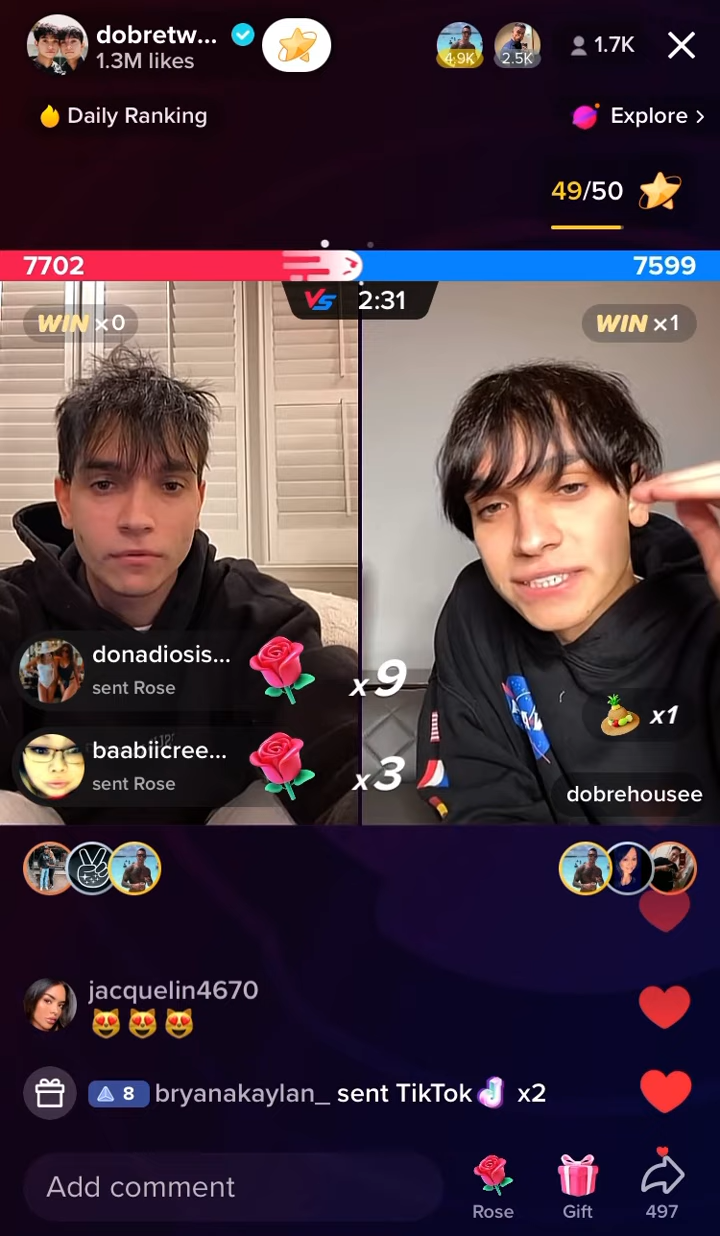 dobretw...
1.3M likes
4.9K
2.5K
1.7K
Daily Ranking
Explore >
49/50
7702
7599
VS 2:31
WIN x0
WIN x1
donadiosis...
sent Rose
x9
x1
baabiicree...
sent Rose
x3
dobrehousee
jacquelin4670
8 bryanakaylan_ sent TikTok x2
Add comment
Rose
Gift
497